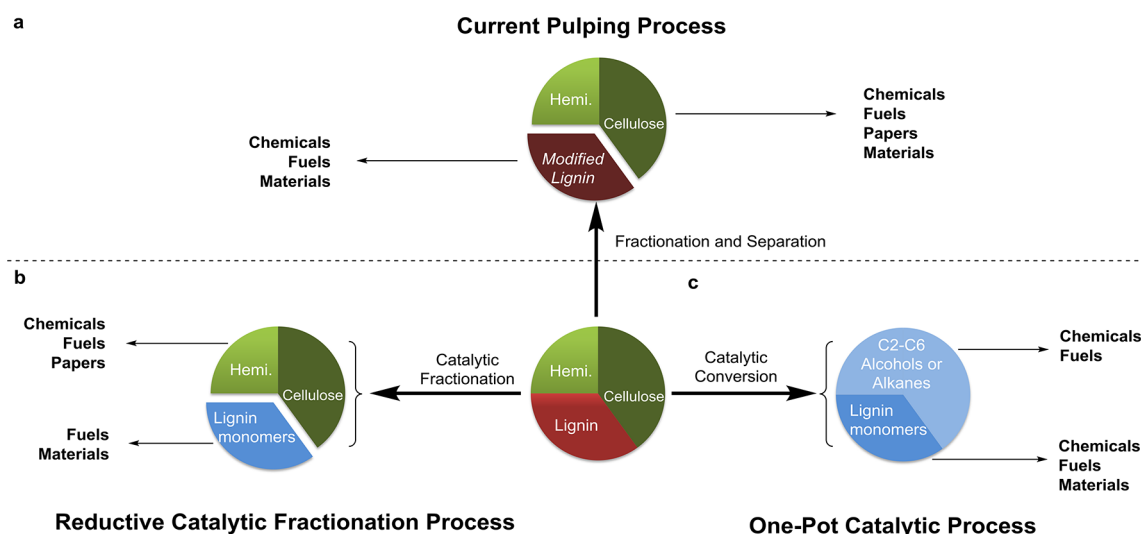 a
Current Pulping Process
Hemi.
Cellulose
Modified
Lignin
Chemicals
Fuels
Materials
Chemicals
Fuels
Papers
Materials
Fractionation and Separation
b
Chemicals
Fuels
Papers
Fuels
Materials
Hemi.
Cellulose
Lignin
monomers
Catalytic
Fractionation
Hemi.
Cellulose
Lignin
Reductive Catalytic Fractionation Process
c
Catalytic
Conversion
C2-C6
Alcohols or
Alkanes
Lignin
monomers
Chemicals
Fuels
Chemicals
Fuels
Materials
One-Pot Catalytic Process